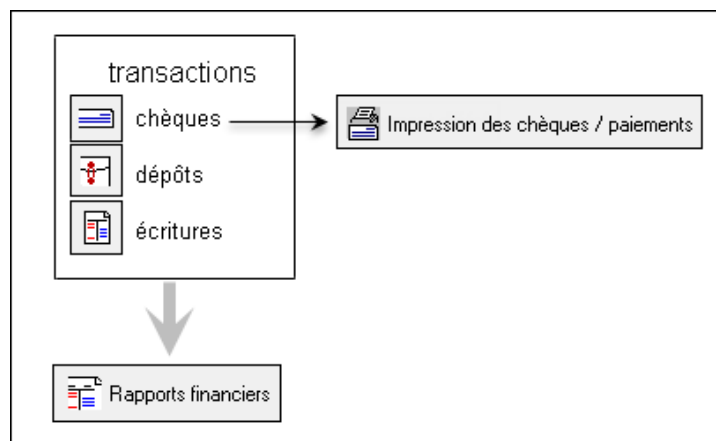 transactions
chèques
Impression des chèques / paiements
dépôts
écritures
Rapports financiers